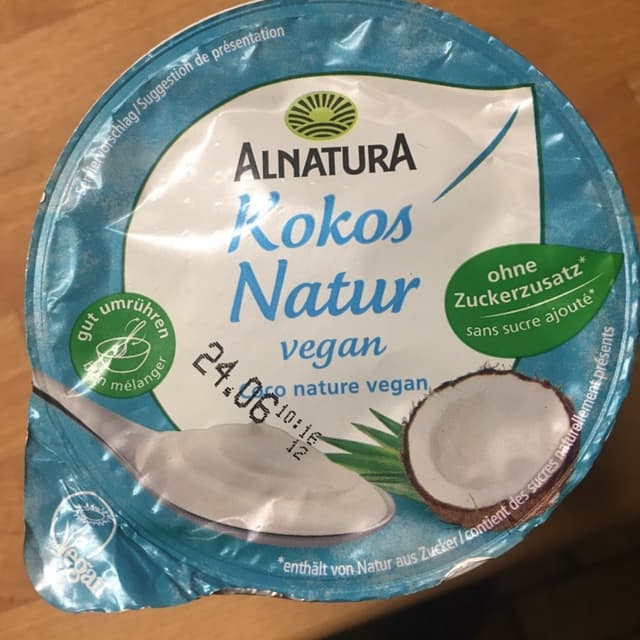 Serviervorschlag / Suggestion de présentation
ALNATURA
Kokos
Natur
vegan
Coco nature vegan
ohne
Zuckerzusatz*
sans sucre ajouté*
gut umrühren
bien mélanger
24.06
10:16
12
vegan
*enthält von Natur aus Zucker / contient des sucres naturellement présents